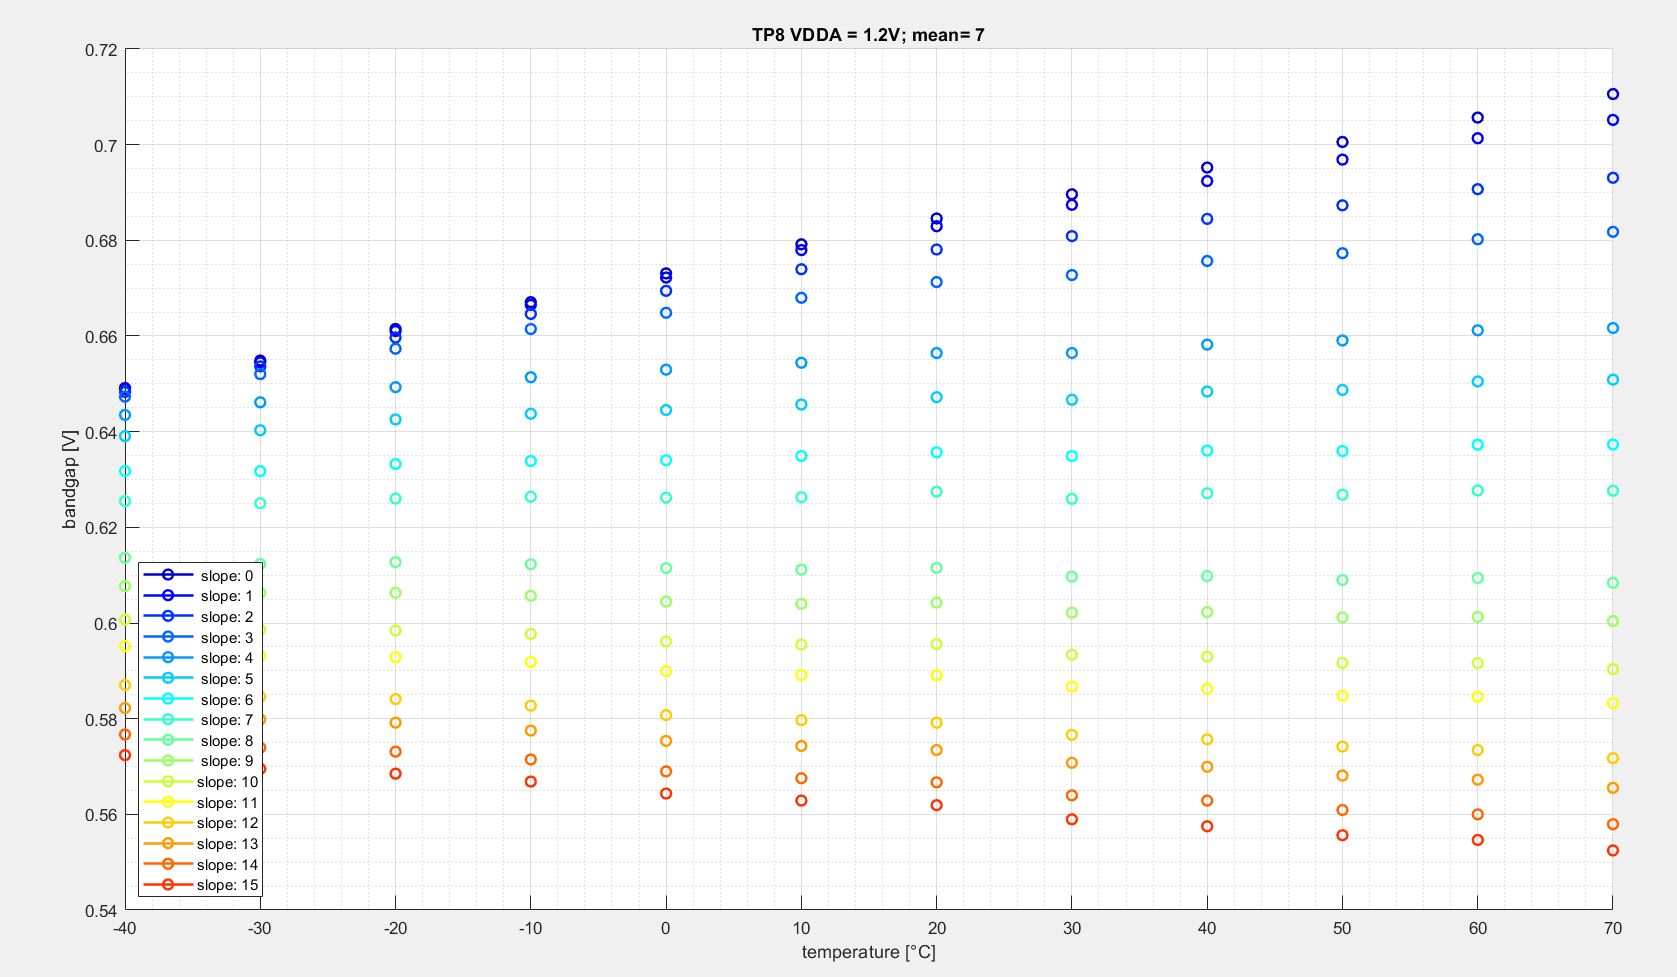 TP8 VDDA = 1.2V; mean= 7
0.72
0.7
0.68
0.66
0.64
0.62
0.6
0.58
0.56
0.54
bandgap [V]
slope: 0
slope: 1
slope: 2
slope: 3
slope: 4
slope: 5
slope: 6
slope: 7
slope: 8
slope: 9
slope: 10
slope: 11
slope: 12
slope: 13
slope: 14
slope: 15
-40 -30 -20 -10 0 10 20 30 40 50 60 70
temperature [°C]